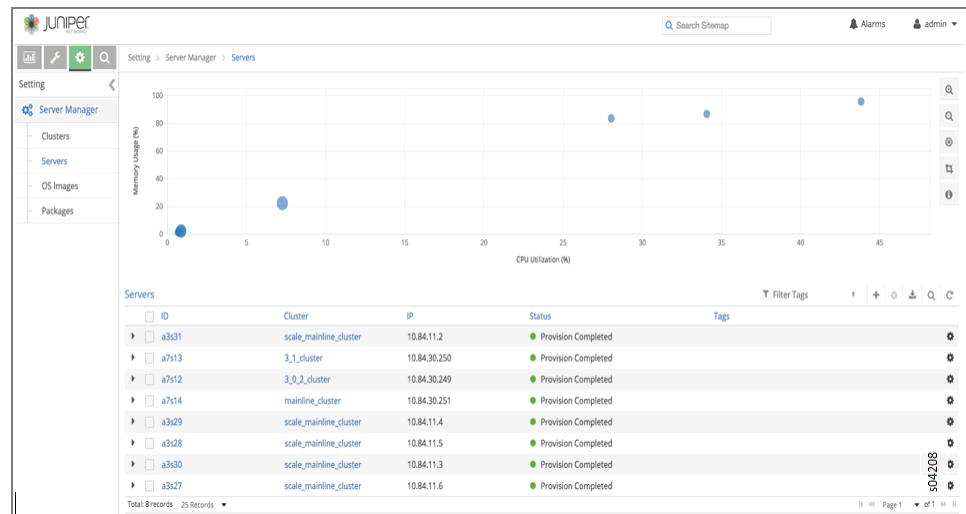 JUNIPER
NETWORKS
Search Sitemap
Alarms
admin
Setting > Server Manager > Servers
Setting
Server Manager
Clusters
Servers
OS Images
Packages
Memory Usage (%)
100
80
60
40
20
0
0 5 10 15 20 25 30 35 40 45
CPU Utilization (%)
Servers
Filter Tags
ID Cluster IP Status Tags
a3s31 scale_mainline_cluster 10.84.11.2 Provision Completed
a7s13 3_1_cluster 10.84.30.250 Provision Completed
a7s12 3_0_2_cluster 10.84.30.249 Provision Completed
a7s14 mainline_cluster 10.84.30.251 Provision Completed
a3s29 scale_mainline_cluster 10.84.11.4 Provision Completed
a3s28 scale_mainline_cluster 10.84.11.5 Provision Completed
a3s30 scale_mainline_cluster 10.84.11.3 Provision Completed
a3s27 scale_mainline_cluster 10.84.11.6 Provision Completed
s04208
Total: 8 records 25 Records Page 1 of 1